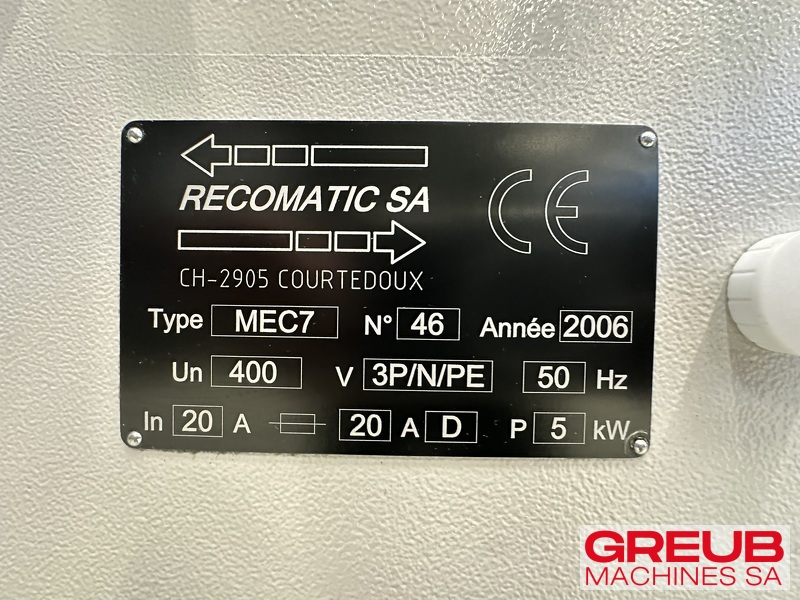 RECOMATIC SA
CE
CH-2905 COURTEDOUX
Type MEC7 N° 46 Année 2006
Un 400 V 3P/N/PE 50 Hz
In 20 A 20 A D P 5 kW
GREUB
MACHINES SA